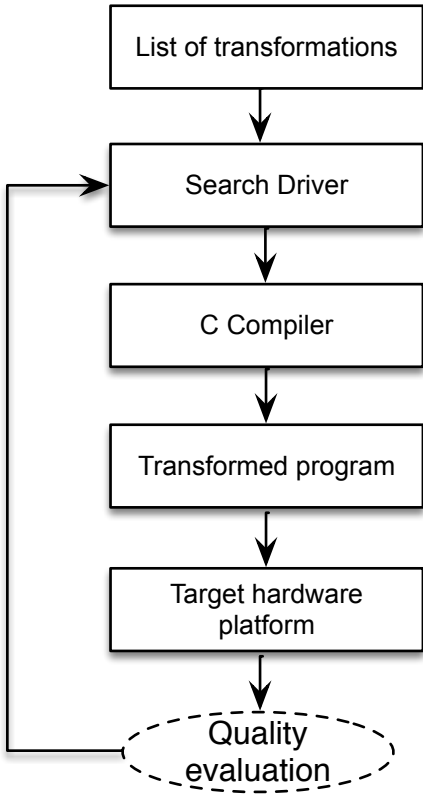 List of transformations
Search Driver
C Compiler
Transformed program
Target hardware
platform
Quality
evaluation